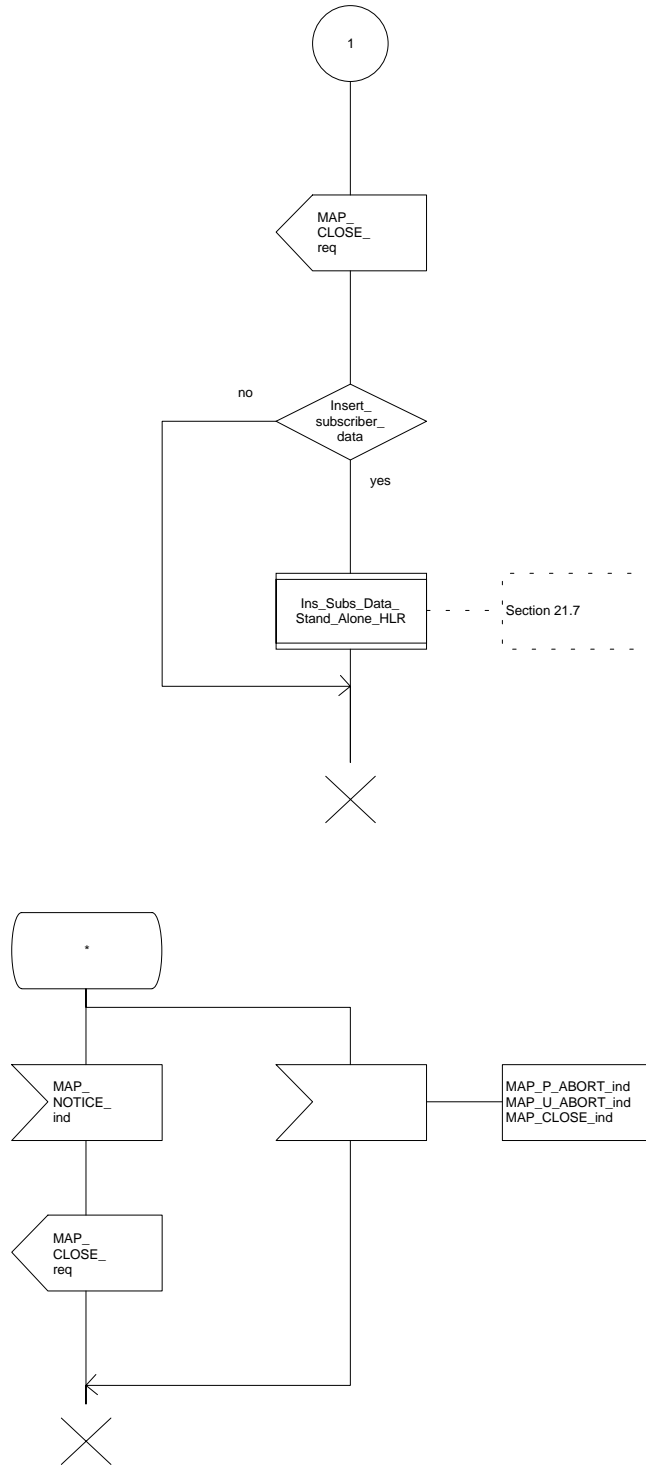 1
MAP_
CLOSE_
req
no
Insert_
subscriber_
data
yes
Ins_Subs_Data_
Stand_Alone_HLR
Section 21.7
*
MAP_
NOTICE_
ind
MAP_P_ABORT_ind
MAP_U_ABORT_ind
MAP_CLOSE_ind
MAP_
CLOSE_
req